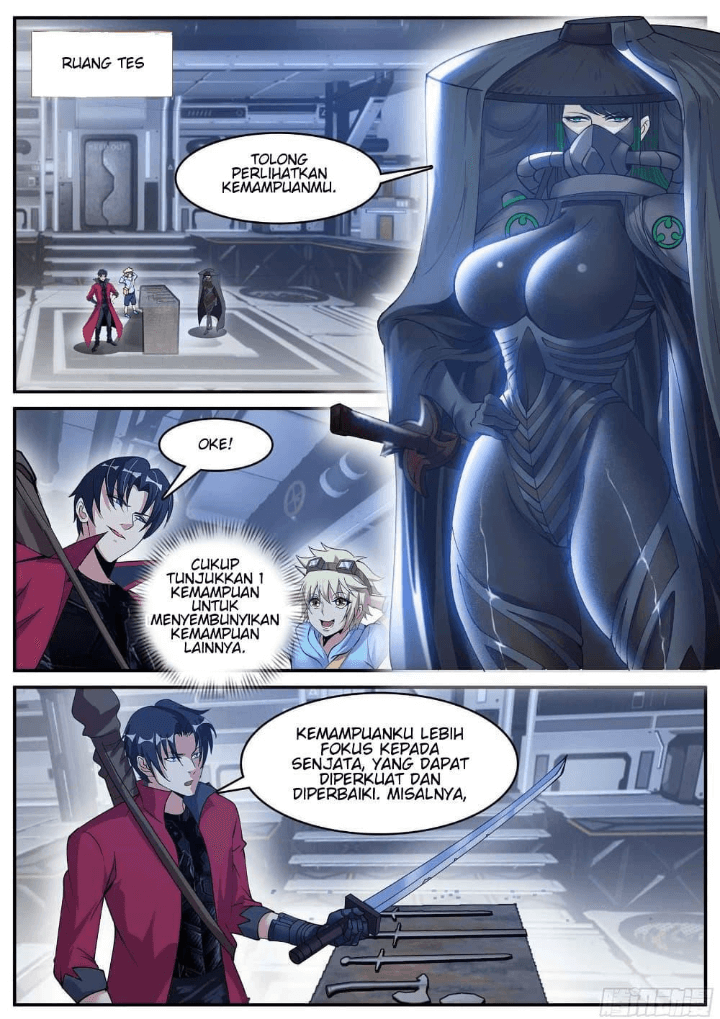 RUANG TES
TOLONG
PERLIHATKAN
KEMAMPUANMU.
OKE!
CUKUP
TUNJUKKAN 1
KEMAMPUAN
UNTUK
MENYEMBUNYIKAN
KEMAMPUAN
LAINNYA.
KEMAMPUANKU LEBIH
FOKUS KEPADA
SENJATA, YANG DAPAT
DIPERKUAT DAN
DIPERBAIKI. MISALNYA,